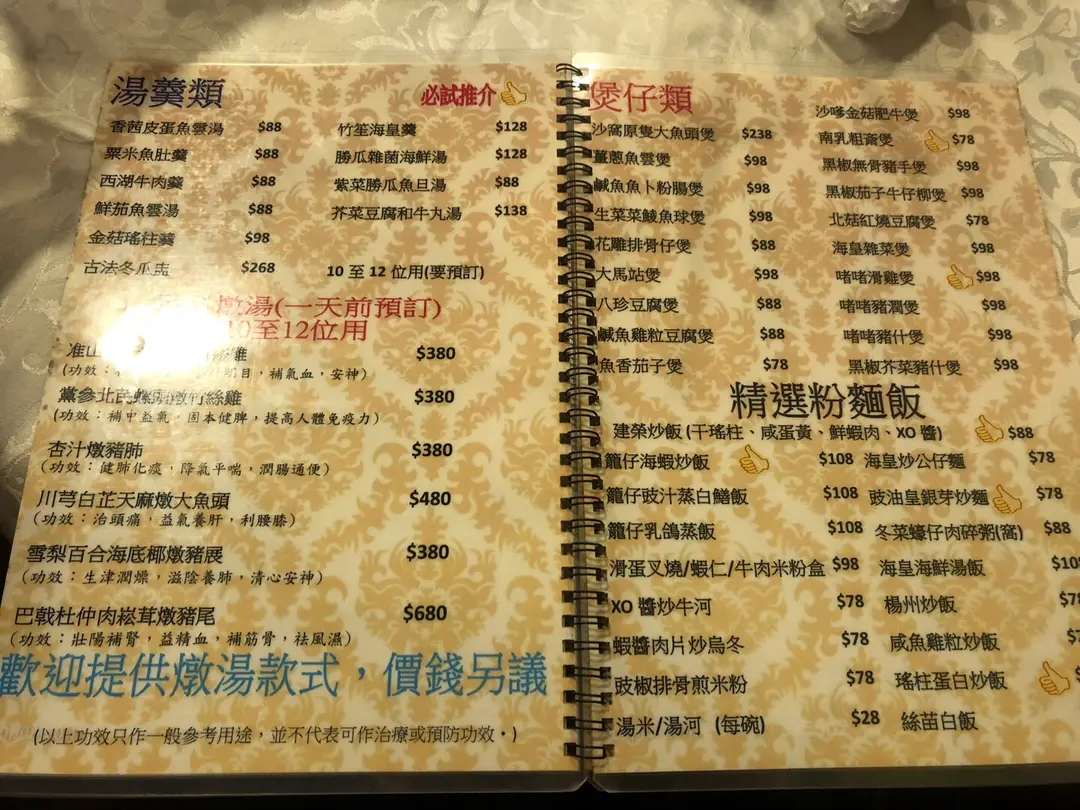 湯羹類 必試推介
香茜皮蛋魚雲湯 $88 竹笙海皇羹 $128
粟米魚肚羹 $88 勝瓜雜菌海鮮湯 $128
西湖牛肉羹 $88 紫菜勝瓜魚旦湯 $88
鮮茄魚雲湯 $88 芥菜豆腐和牛丸湯 $138
金菇瑤柱羹 $98
古法冬瓜盅 $268 10 至 12 位用(要預訂)
燉湯(一天前預訂)
10至12位用
准山 雞 $380
(功效： 明目，補氣血，安神)
黨參北芪螺頭燉竹絲雞 $380
(功效：補中益氣，固本健脾，提高人體免疫力)
杏汁燉豬肺 $380
(功效：健肺化痰，降氣平喘，潤腸通便)
川芎白芷天麻燉大魚頭 $480
(功效：治頭痛，益氣養肝，利腰膝)
雪梨百合海底椰燉豬展 $380
(功效：生津潤燥，滋陰養肺，清心安神)
巴戟杜仲肉崧茸燉豬尾 $680
(功效：壯陽補腎，益精血，補筋骨，祛風濕)
歡迎提供燉湯款式，價錢另議
(以上功效只作一般參考用途，並不代表可作治療或預防功效。)
煲仔類
沙窩原隻大魚頭煲 $238
薑蔥魚雲煲 $98
鹹魚魚卜粉腸煲 $98
生菜菜鯪魚球煲 $98
花雕排骨仔煲 $88
大馬站煲 $98
八珍豆腐煲 $88
鹹魚雞粒豆腐煲 $88
魚香茄子煲 $78
沙嗲金菇肥牛煲 $98
南乳粗齋煲 $78
黑椒無骨豬手煲 $98
黑椒茄子牛仔柳煲 $98
北菇紅燒豆腐煲 $78
海皇雜菜煲 $98
啫啫滑雞煲 $98
啫啫豬潤煲 $98
啫啫豬什煲 $98
黑椒芥菜豬什煲 $98
精選粉麵飯
建榮炒飯 (干瑤柱、咸蛋黃、鮮蝦肉、XO 醬) $88
籠仔海蝦炒飯 $108 海皇炒公仔麵 $78
籠仔豉汁蒸白鱔飯 $108 豉油皇銀芽炒麵 $78
籠仔乳鴿蒸飯 $108 冬菜蠔仔肉碎粥(窩) $88
滑蛋叉燒/蝦仁/牛肉米粉盒 $98 海皇海鮮湯飯
XO 醬炒牛河 $78 楊州炒飯
蝦醬肉片炒烏冬 $78 咸魚雞粒炒飯
豉椒排骨煎米粉 $78 瑤柱蛋白炒飯
湯米/湯河 (每碗) $28 絲苗白飯